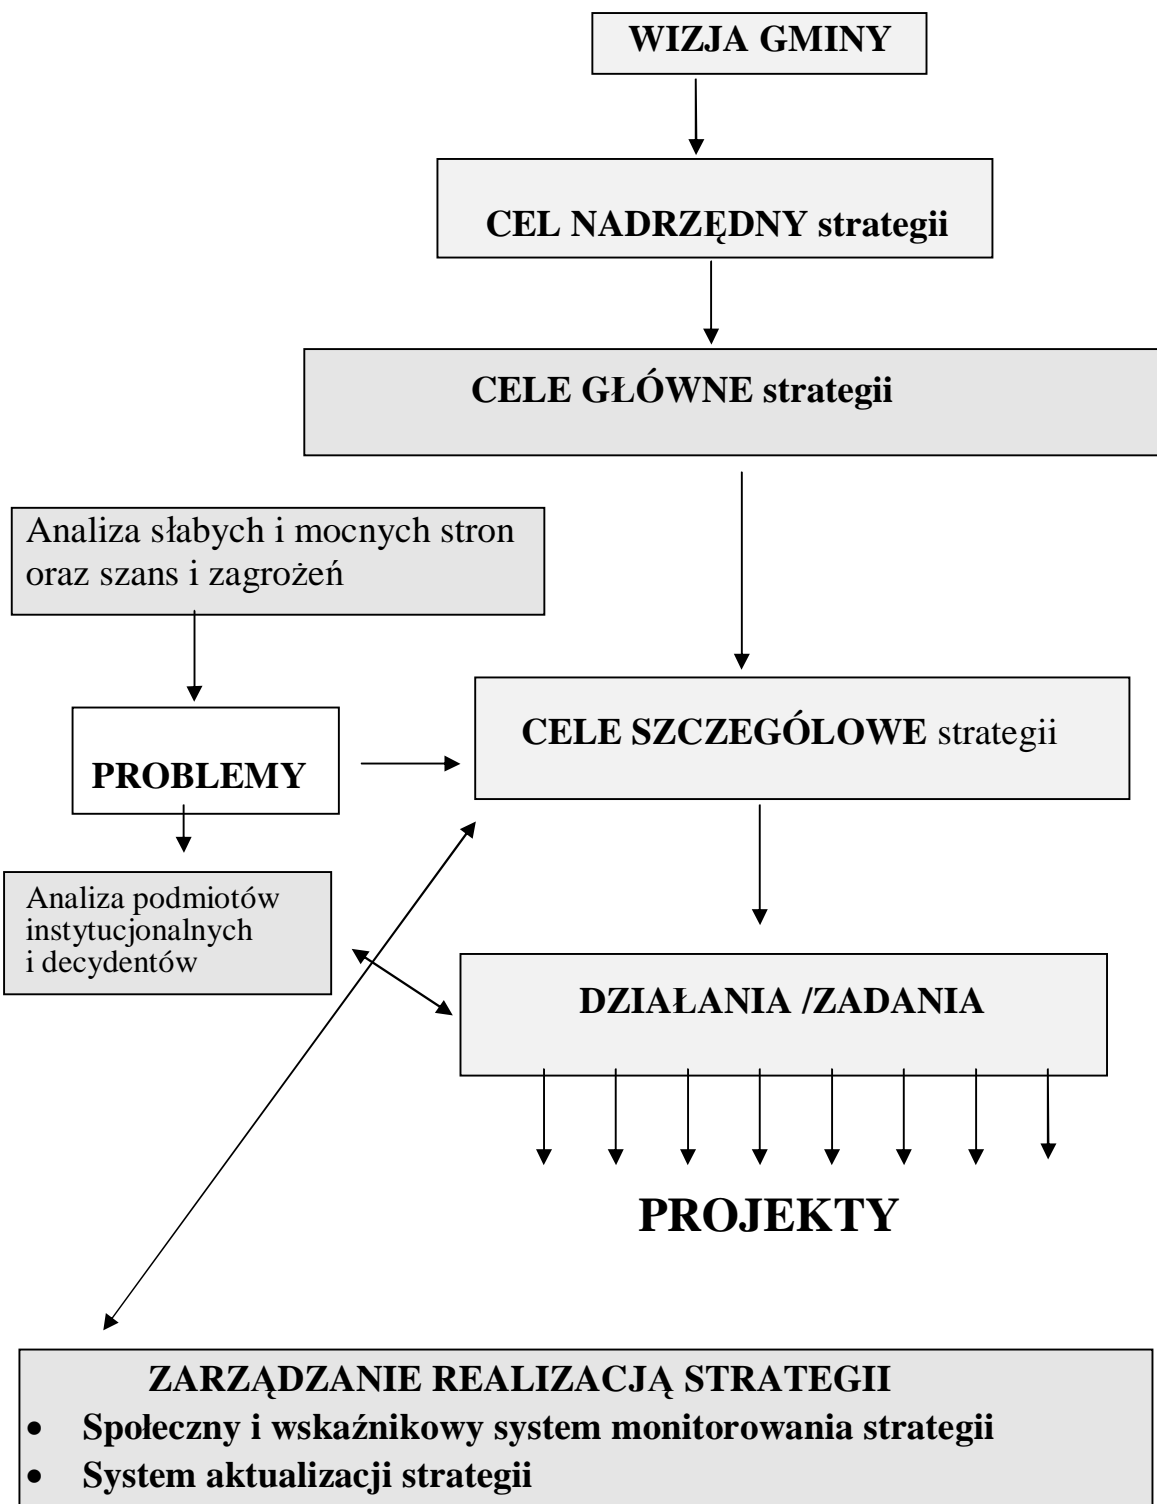 WIZJA GMINY
CEL NADRZĘDNY strategii
CELE GŁÓWNE strategii
Analiza słabych i mocnych stron
oraz szans i zagrożeń
CELE SZCZEGÓLOWE strategii
PROBLEMY
Analiza podmiotów
instytucjonalnych
i decydentów
DZIAŁANIA /ZADANIA
PROJEKTY
ZARZĄDZANIE REALIZACJĄ STRATEGII
• Społeczny i wskaźnikowy system monitorowania strategii
• System aktualizacji strategii